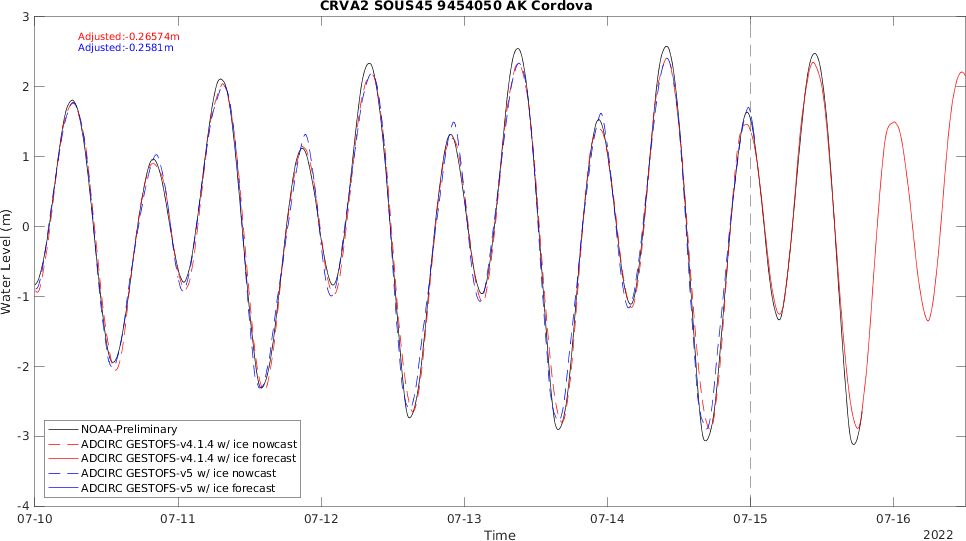 CRVA2 SOUS45 9454050 AK Cordova
Adjusted:-0.26574m
Adjusted:-0.2581m
3
2
1
0
-1
-2
-3
-4
Water Level (m)
NOAA-Preliminary
ADCIRC GESTOFS-v4.1.4 w/ ice nowcast
ADCIRC GESTOFS-v4.1.4 w/ ice forecast
ADCIRC GESTOFS-v5 w/ ice nowcast
ADCIRC GESTOFS-v5 w/ ice forecast
07-10 07-11 07-12 07-13 07-14 07-15 07-16
Time
2022